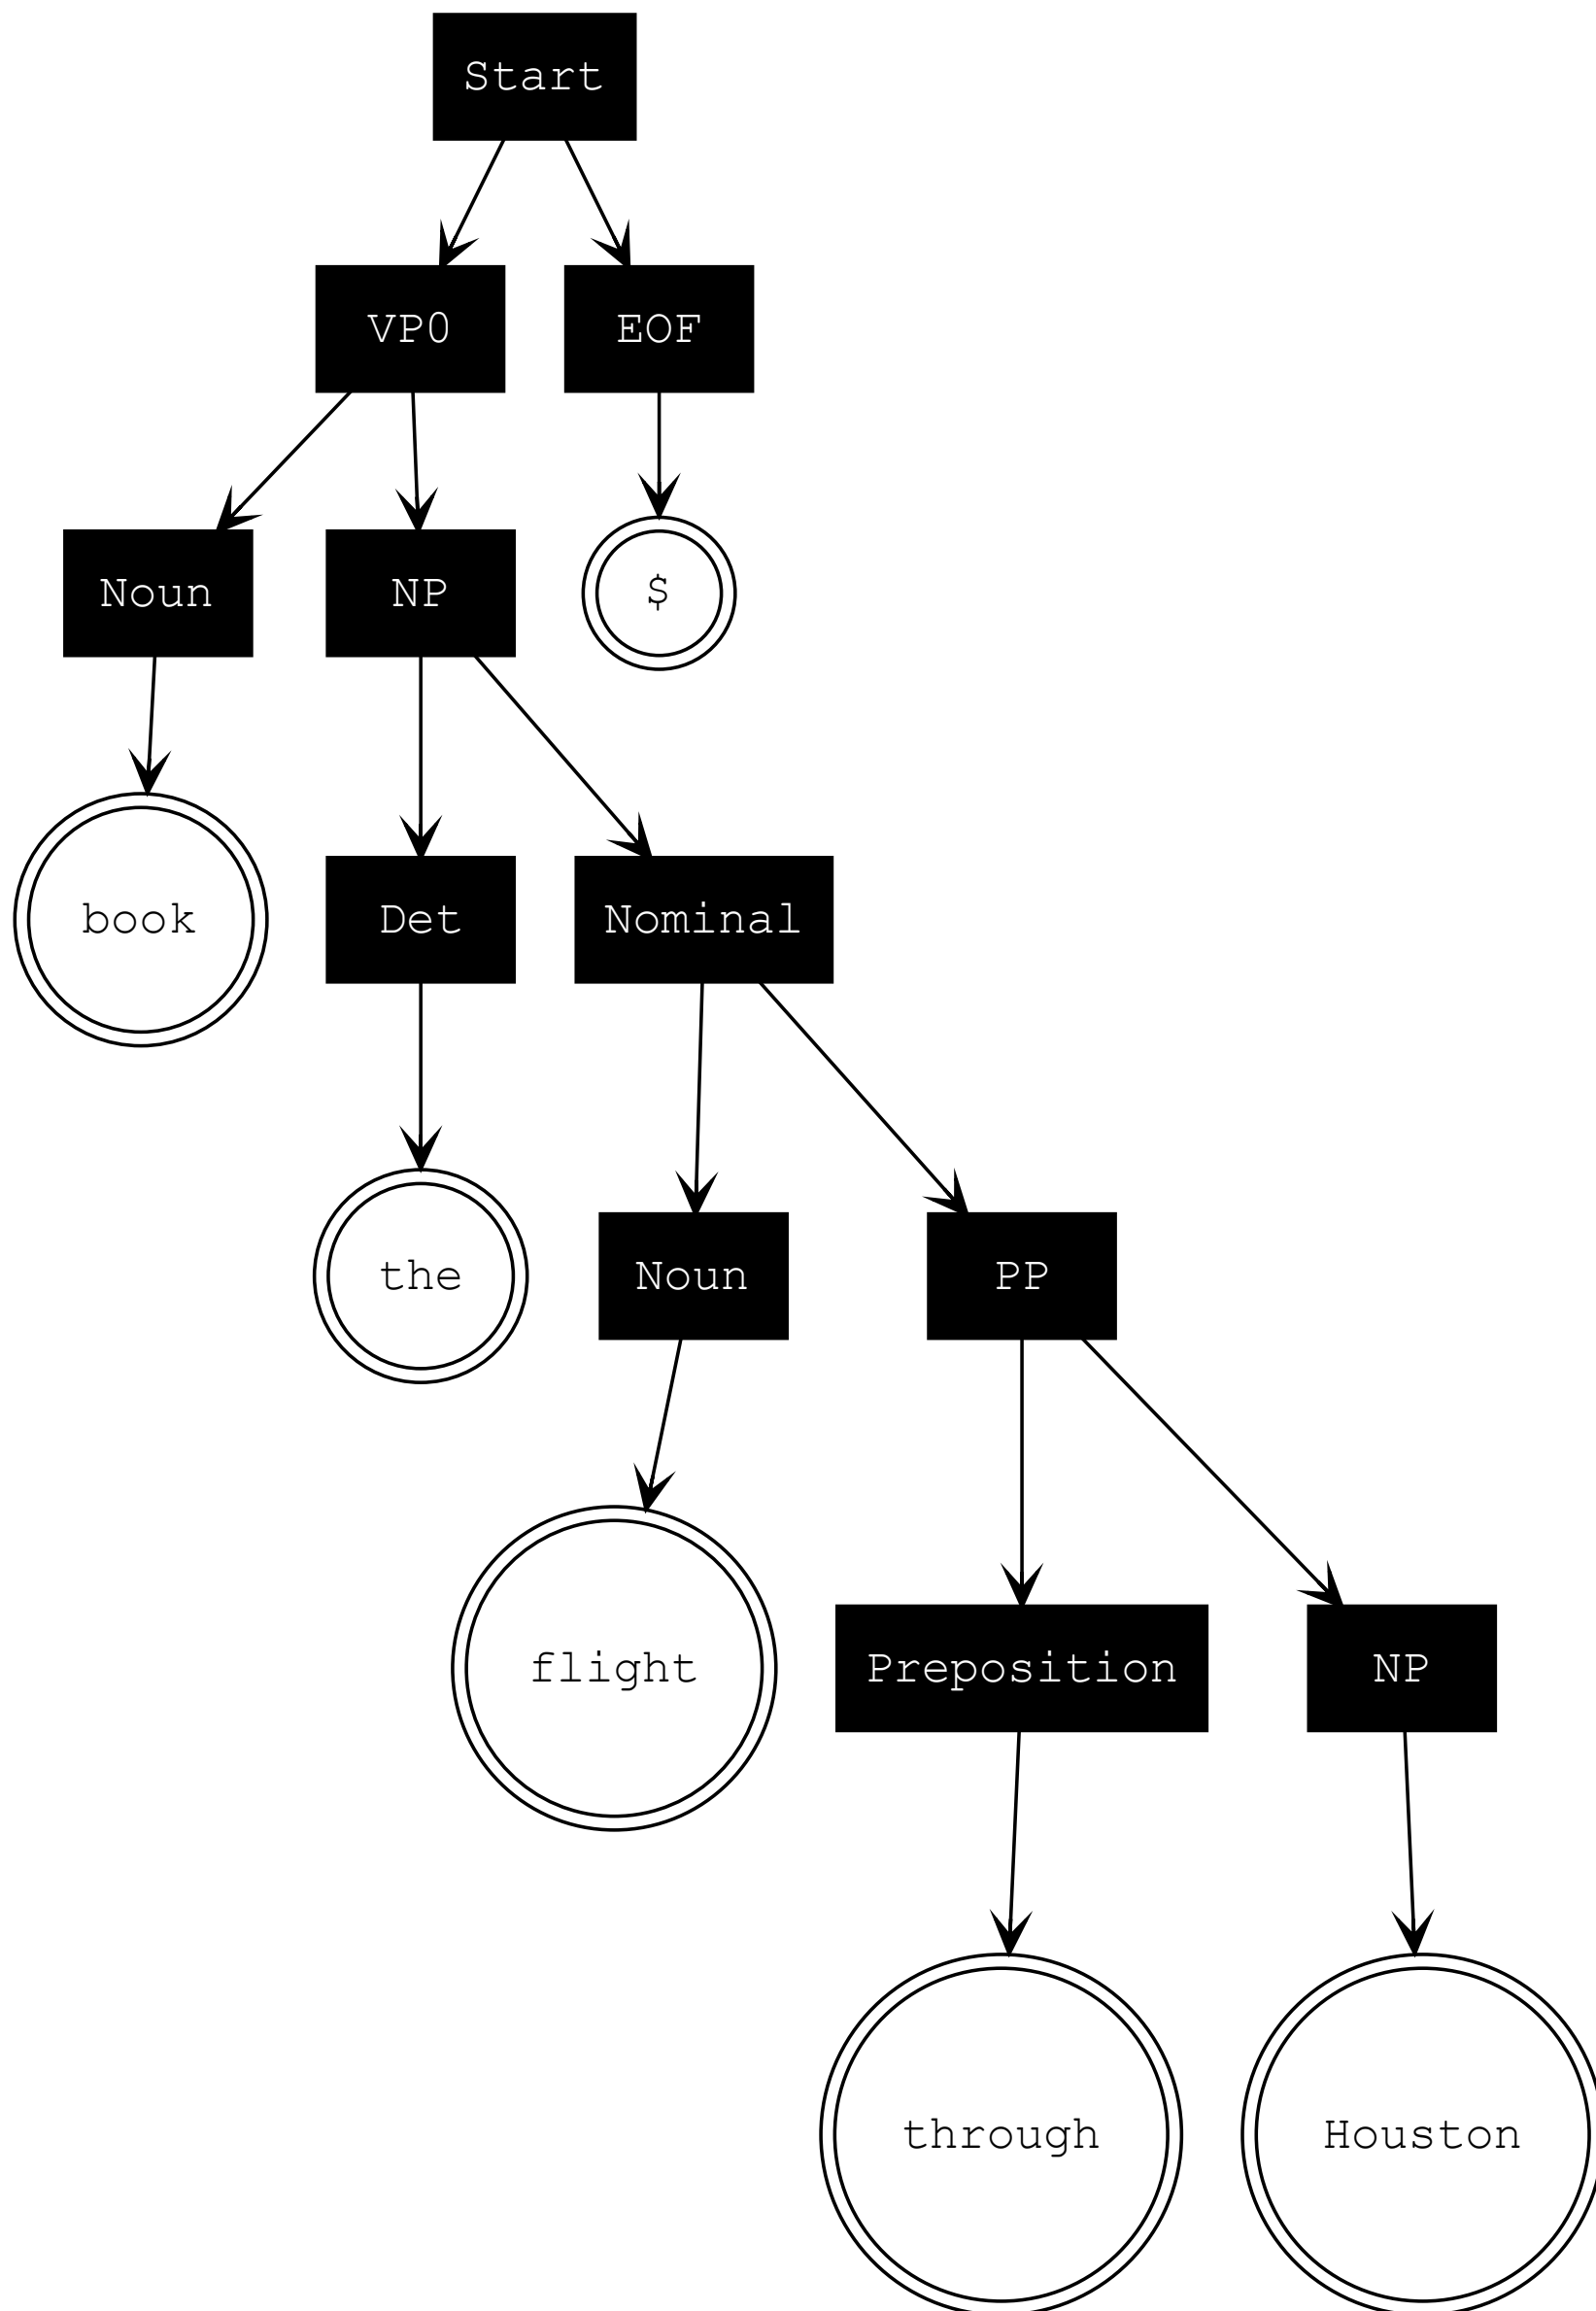 Start
VP0 EOF
Noun NP $
book Det Nominal
the Noun PP
flight Preposition NP
through Houston